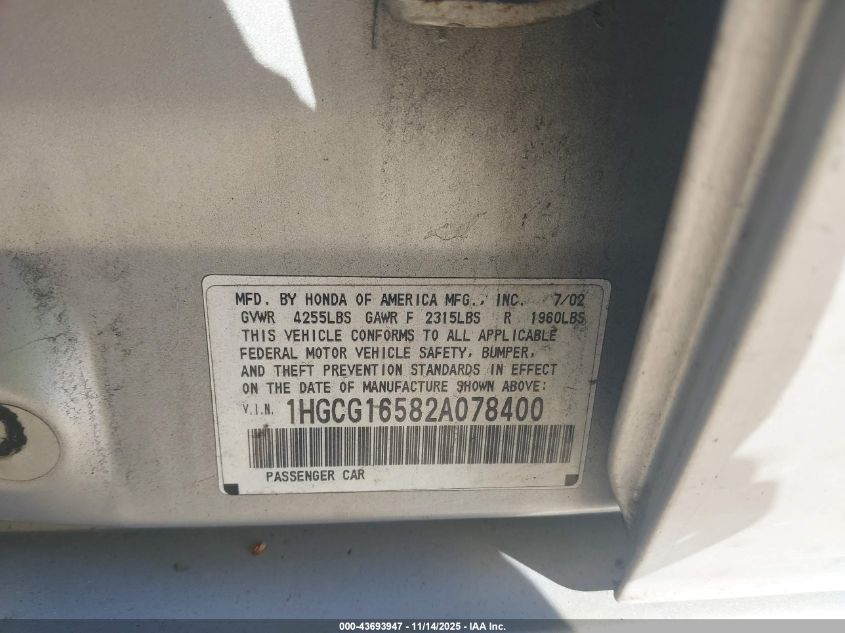 MFD. BY HONDA OF AMERICA MFG., INC. 7/02
GVWR 4255LBS GAWR F 2315LBS R 1960LBS
THIS VEHICLE CONFORMS TO ALL APPLICABLE
FEDERAL MOTOR VEHICLE SAFETY, BUMPER,
AND THEFT PREVENTION STANDARDS IN EFFECT
ON THE DATE OF MANUFACTURE SHOWN ABOVE:
V.I.N. 1HGCG16582A078400
PASSENGER CAR
000-43693947 - 11/14/2025 - IAA Inc.